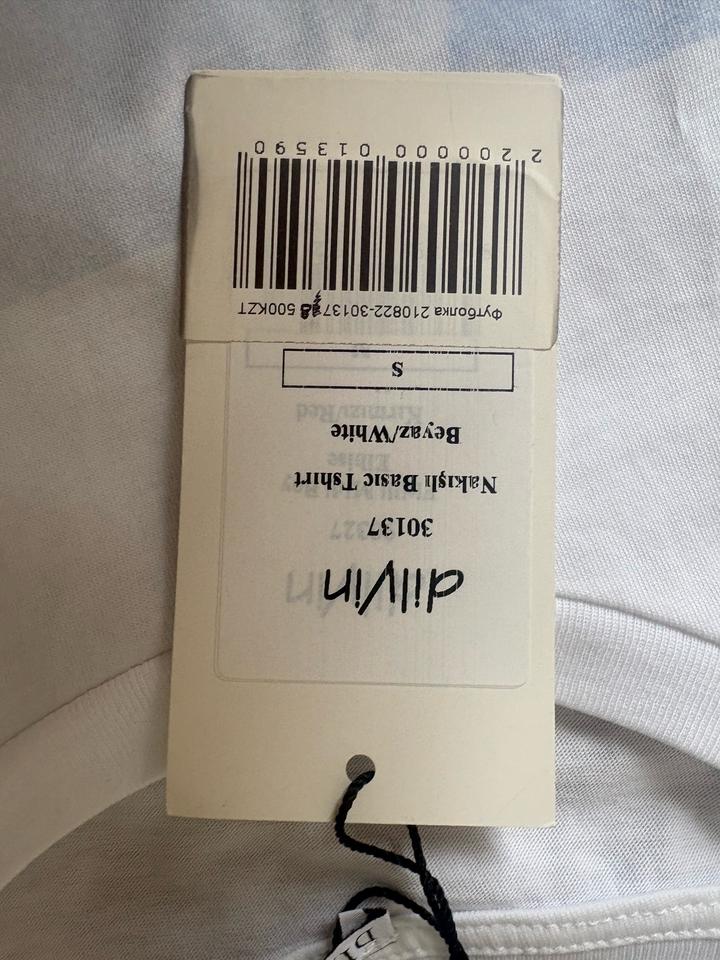 dilvin
30137
Nakışlı Basic Tshirt
Beyaz/White
S
Футболка 210822-30137 500KZT
2 200000 013590